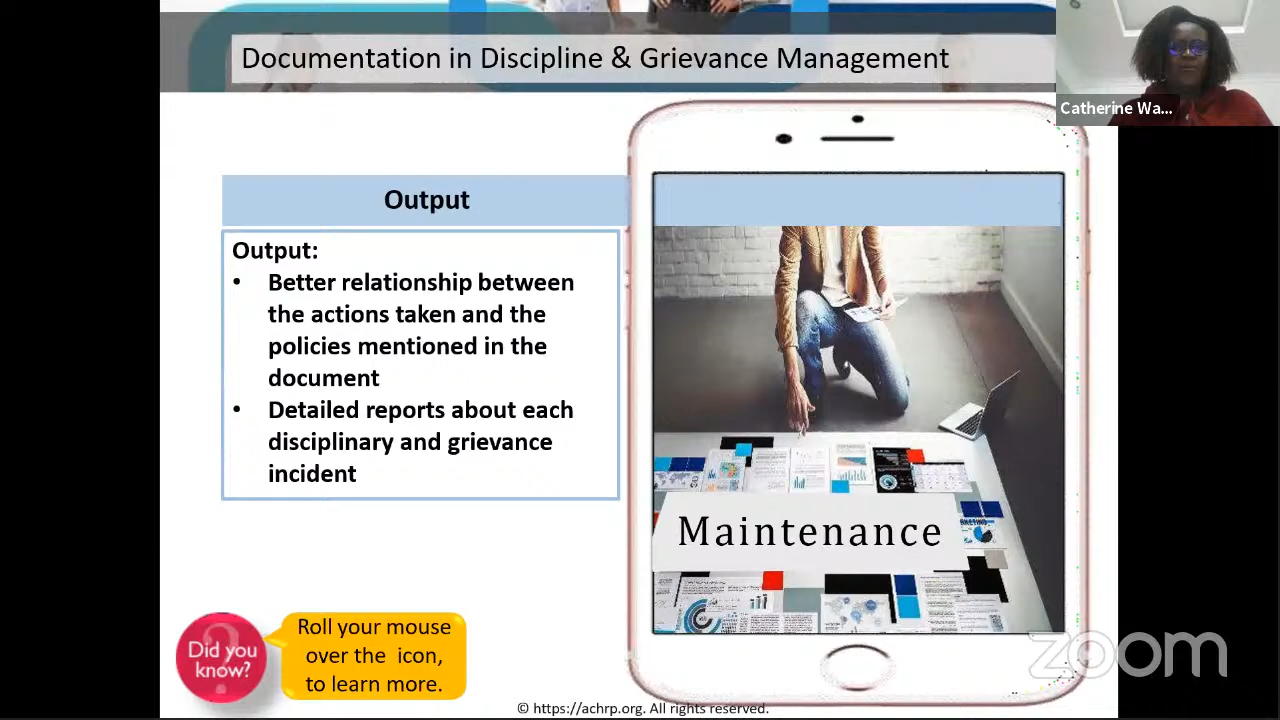 Documentation in Discipline & Grievance Management
Catherine Wa...
Output
Output:
• Better relationship between
the actions taken and the
policies mentioned in the
document
• Detailed reports about each
disciplinary and grievance
incident
Maintenance
Did you
know?
Roll your mouse
over the icon,
to learn more.
zoom
© https://achrp.org. All rights reserved.